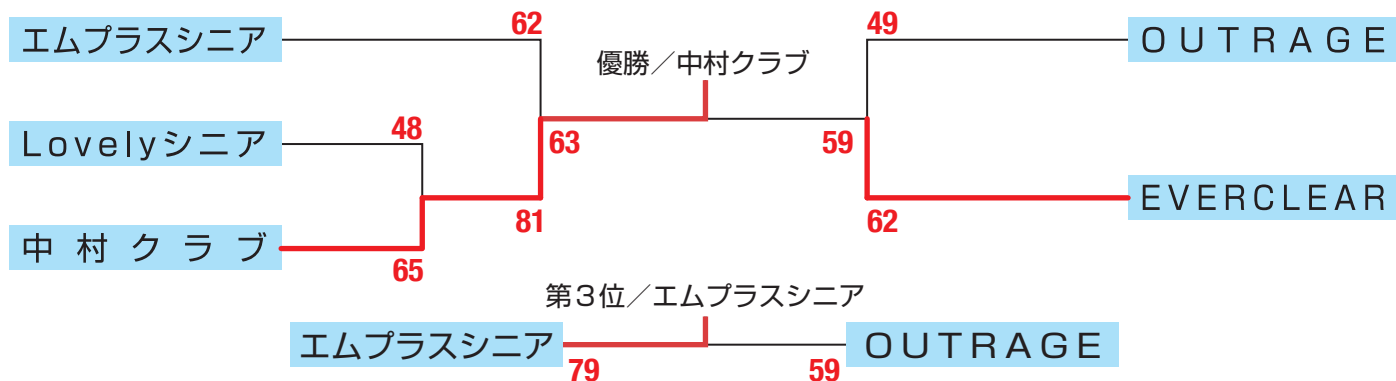 エムプラスシニア
62
49
OUTRAGE
優勝／中村クラブ
Lovelyシニア
48
63
59
中村クラブ
65
81
62
EVERCLEAR
第3位／エムプラスシニア
エムプラスシニア
79
59
OUTRAGE